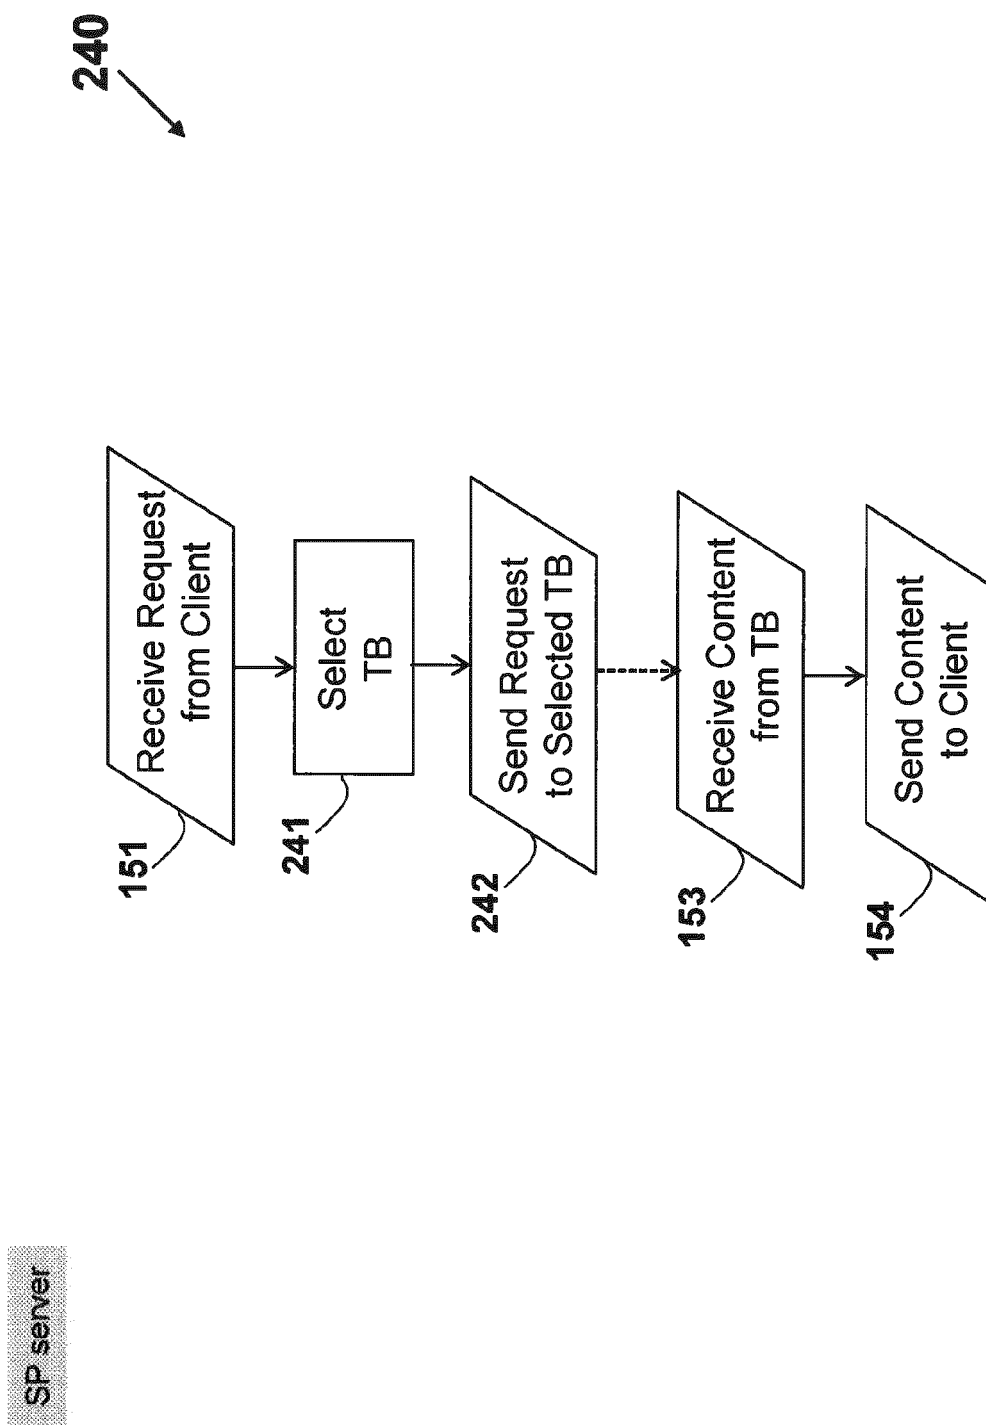 SP server
240
151
Receive Request
from Client
241
Select
TB
242
Send Request
to Selected TB
153
Receive Content
from TB
154
Send Content
to Client